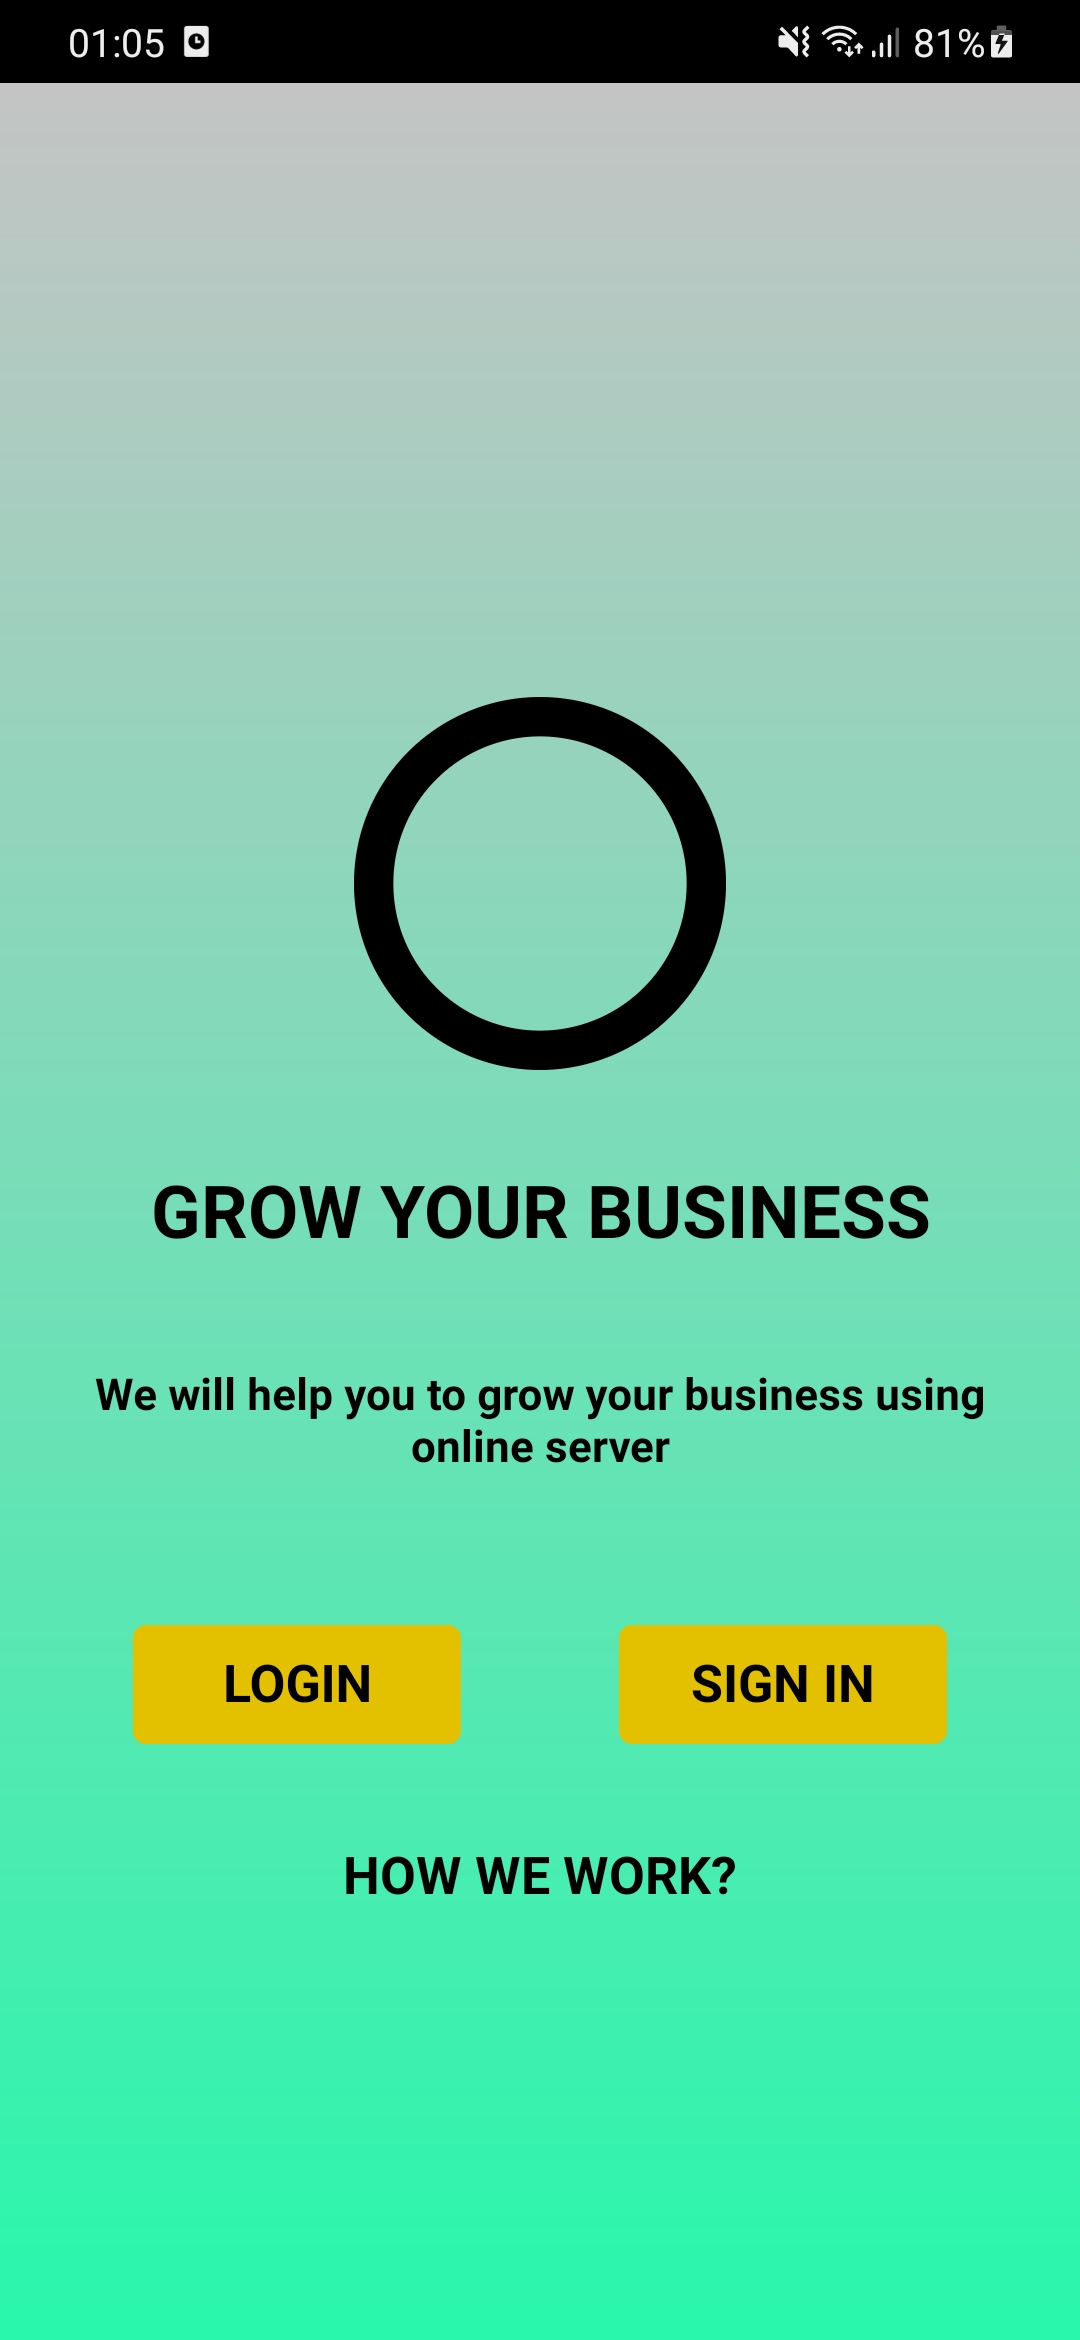 01:05 81%
GROW YOUR BUSINESS
We will help you to grow your business using
online server
LOGIN SIGN IN
HOW WE WORK?